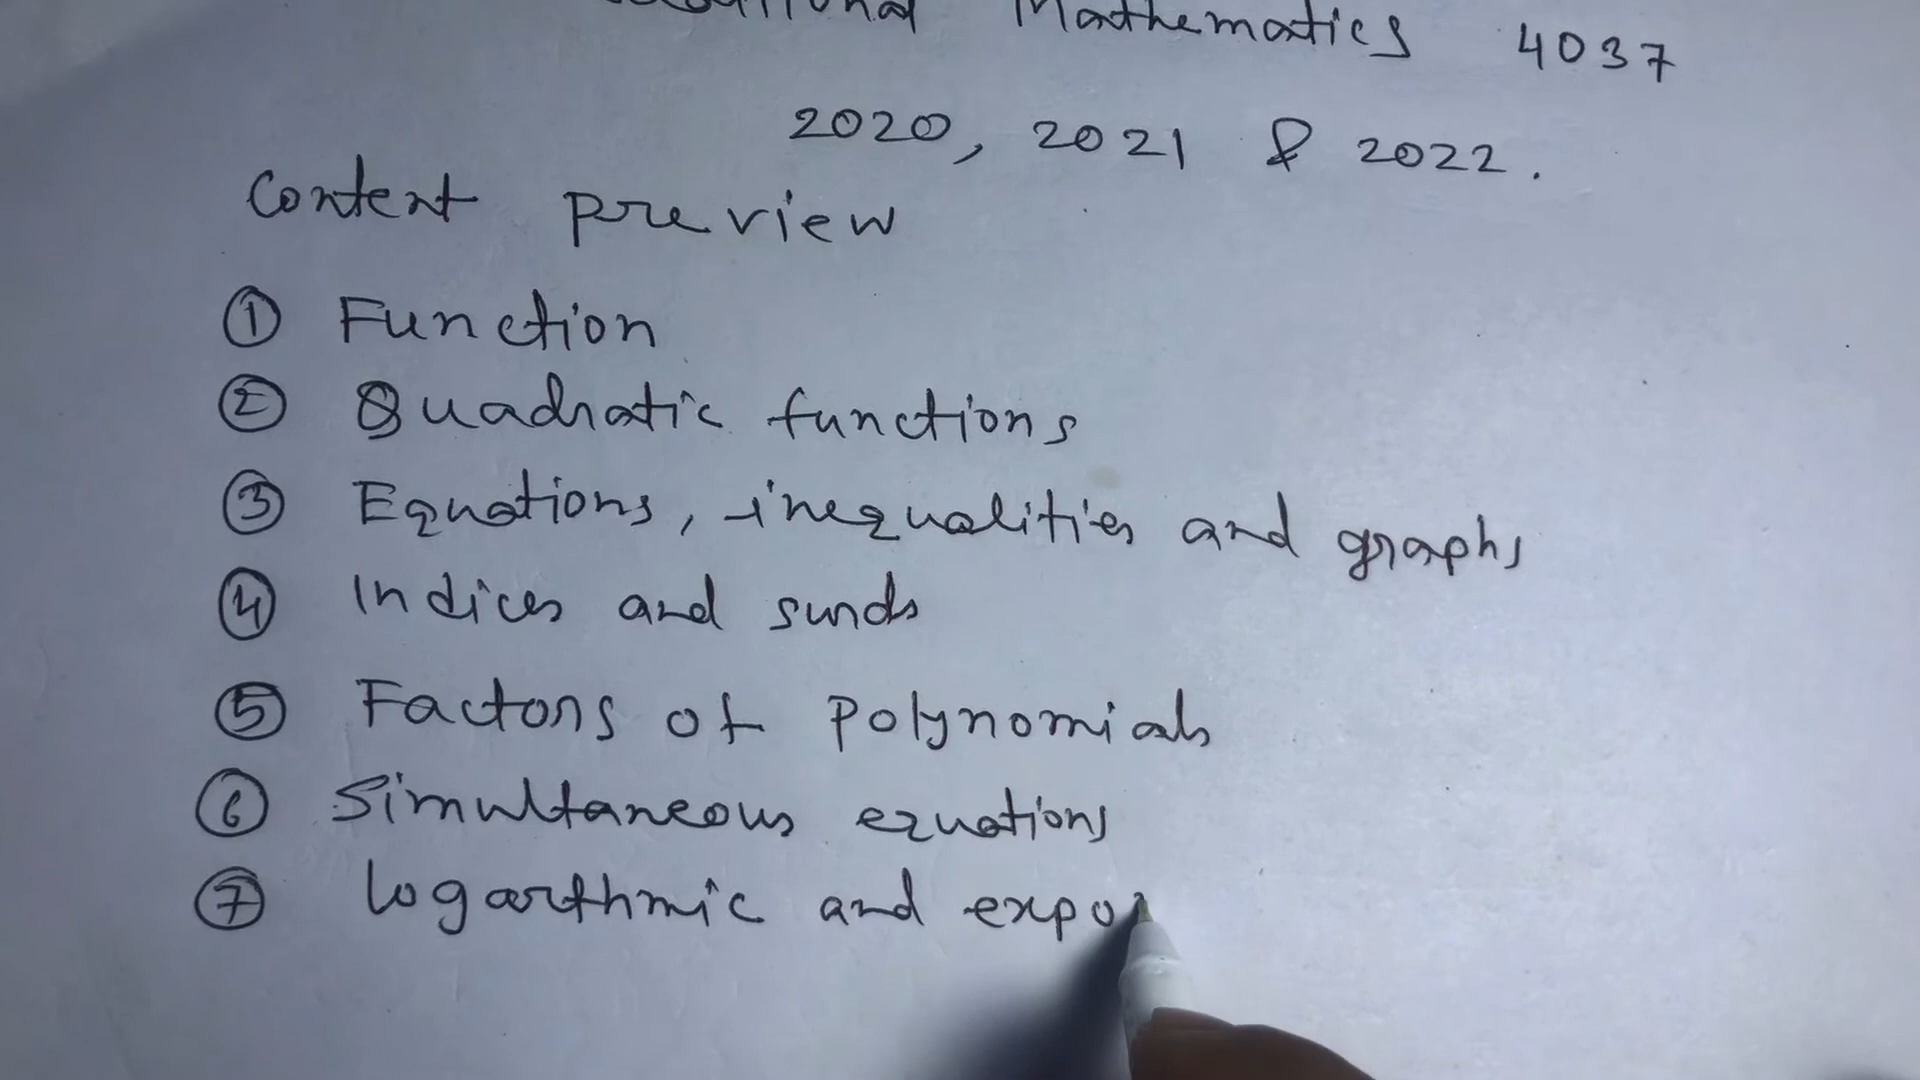 Mathematics 4037
2020, 2021 & 2022.
Content preview
① Function
② Quadratic functions
③ Equations, inequalities and graphs
④ Indices and surds
⑤ Factors of polynomials
⑥ Simultaneous equations
⑦ Logarthmic and expo